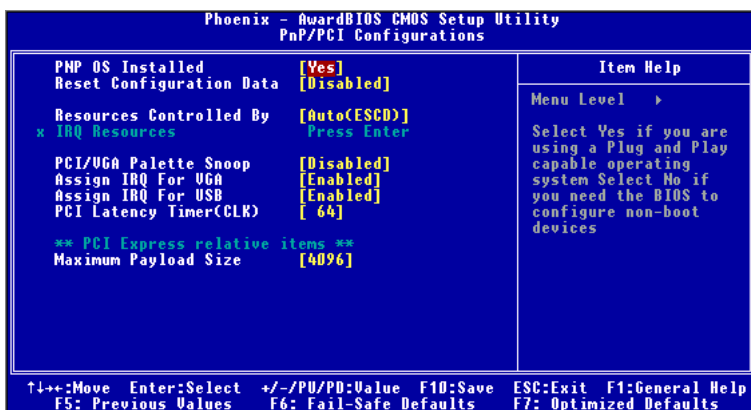 Phoenix - AwardBIOS CMOS Setup Utility
PnP/PCI Configurations
PNP OS Installed [Yes]
Reset Configuration Data [Disabled]
Resources Controlled By [Auto(ESCD)]
x IRQ Resources Press Enter
PCI/VGA Palette Snoop [Disabled]
Assign IRQ For VGA [Enabled]
Assign IRQ For USB [Enabled]
PCI Latency Timer(CLK) [ 64]
** PCI Express relative items **
Maximum Payload Size [4096]
Item Help
Menu Level ▸
Select Yes if you are
using a Plug and Play
capable operating
system Select No if
you need the BIOS to
configure non-boot
devices
↑↓→←:Move Enter:Select +/-/PU/PD:Value F10:Save ESC:Exit F1:General Help
F5: Previous Values F6: Fail-Safe Defaults F7: Optimized Defaults